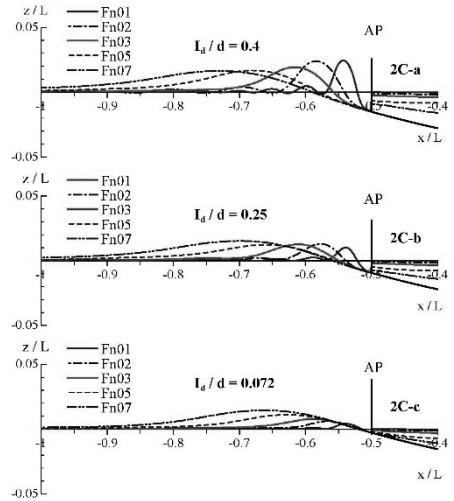 z / L
0.05
Fn01
Fn02
Fn03
Fn05
Fn07
I_d / d = 0.4
AP
2C-a
-1 -0.9 -0.8 -0.7 -0.6 -0.5 -0.4
x / L
-0.05
z / L
0.05
Fn01
Fn02
Fn03
Fn05
Fn07
I_d / d = 0.25
AP
2C-b
-1 -0.9 -0.8 -0.7 -0.6 -0.5 -0.4
x / L
-0.05
z / L
0.05
Fn01
Fn02
Fn03
Fn05
Fn07
I_d / d = 0.072
AP
2C-c
-1 -0.9 -0.8 -0.7 -0.6 -0.5 -0.4
x / L
-0.05